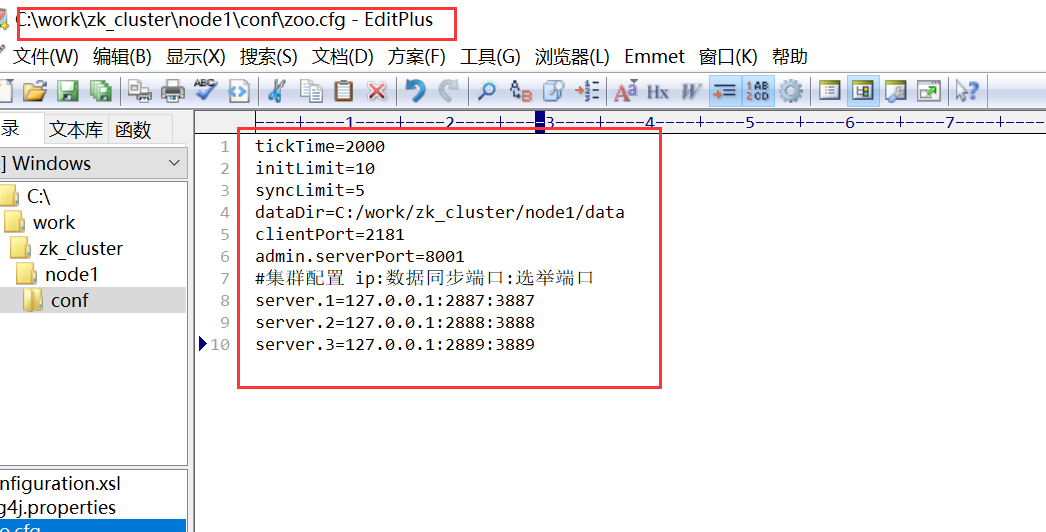 C:\work\zk_cluster\node1\conf\zoo.cfg - EditPlus
文件(W) 编辑(B) 显示(X) 搜索(S) 文档(D) 方案(F) 工具(G) 浏览器(L) Emmet 窗口(K) 帮助
录 文本库 函数
] Windows
C:\
work
zk_cluster
node1
conf
nfiguration.xsl
g4j.properties
o.cfg
----+----1----+----2----+----3----+----4----+----5----+----6----+----7----+--
1 tickTime=2000
2 initLimit=10
3 syncLimit=5
4 dataDir=C:/work/zk_cluster/node1/data
5 clientPort=2181
6 admin.serverPort=8001
7 #集群配置 ip:数据同步端口:选举端口
8 server.1=127.0.0.1:2887:3887
9 server.2=127.0.0.1:2888:3888
10 server.3=127.0.0.1:2889:3889